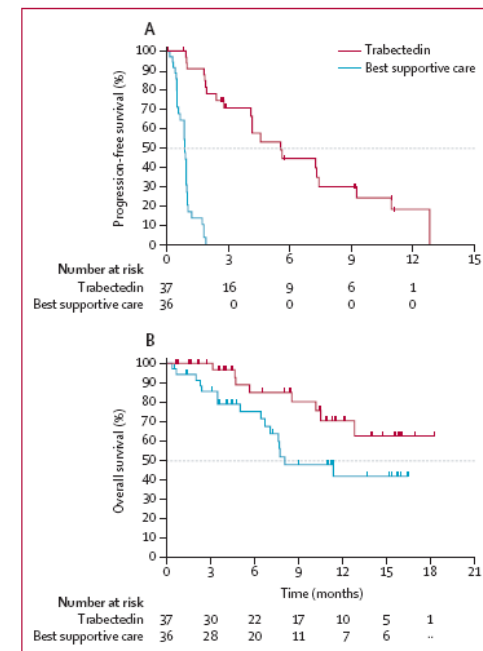 A
Trabectedin
Best supportive care
Progression-free survival (%)
100
90
80
70
60
50
40
30
20
10
0
0 3 6 9 12 15
Number at risk
Trabectedin 37 16 9 6 1
Best supportive care 36 0 0 0 0
B
Overall survival (%)
100
90
80
70
60
50
40
30
20
10
0
0 3 6 9 12 15 18 21
Time (months)
Number at risk
Trabectedin 37 30 22 17 10 5 1
Best supportive care 36 28 20 11 7 6 ..